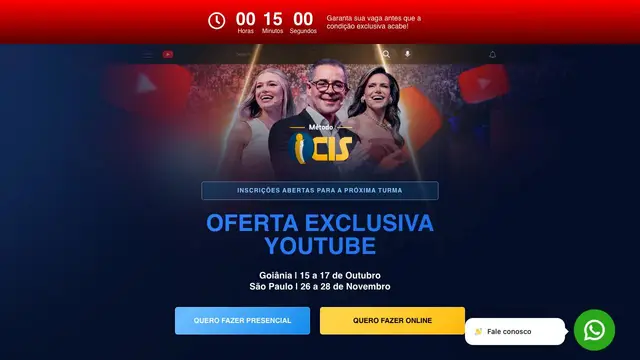 00 15 00
Horas Minutos Segundos
Garanta sua vaga antes que a
condição exclusiva acabe!
Método
CIS
INSCRIÇÕES ABERTAS PARA A PRÓXIMA TURMA
OFERTA EXCLUSIVA
YOUTUBE
Goiânia | 15 a 17 de Outubro
São Paulo | 26 a 28 de Novembro
QUERO FAZER PRESENCIAL
QUERO FAZER ONLINE
Fale conosco